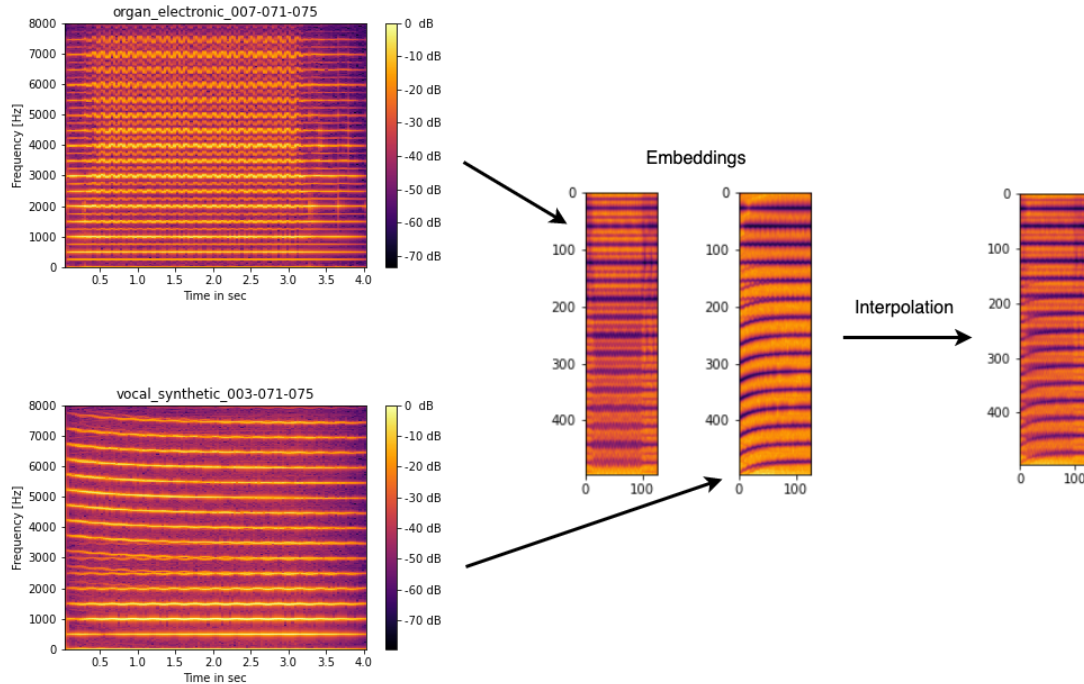 organ_electronic_007-071-075
8000
7000
6000
5000
4000
3000
2000
1000
0
Frequency [Hz]
0.5 1.0 1.5 2.0 2.5 3.0 3.5 4.0
Time in sec
0 dB
-10 dB
-20 dB
-30 dB
-40 dB
-50 dB
-60 dB
-70 dB
vocal_synthetic_003-071-075
8000
7000
6000
5000
4000
3000
2000
1000
0
Frequency [Hz]
0.5 1.0 1.5 2.0 2.5 3.0 3.5 4.0
Time in sec
0 dB
-10 dB
-20 dB
-30 dB
-40 dB
-50 dB
-60 dB
-70 dB
Embeddings
0
100
200
300
400
0 100
0
100
200
300
400
0 100
Interpolation
0
100
200
300
400
0 100